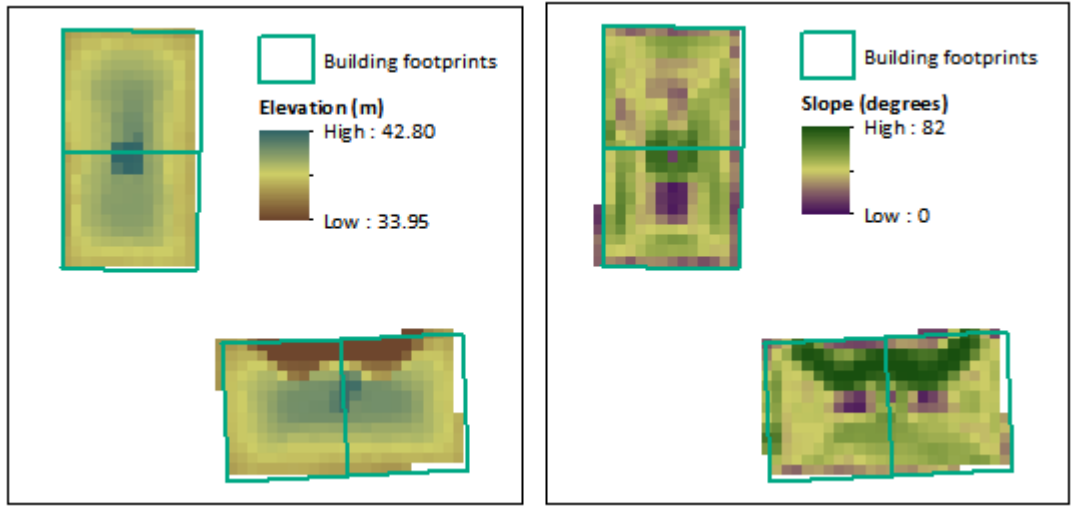 Building footprints
Elevation (m)
High : 42.80
Low : 33.95
Building footprints
Slope (degrees)
High : 82
Low : 0